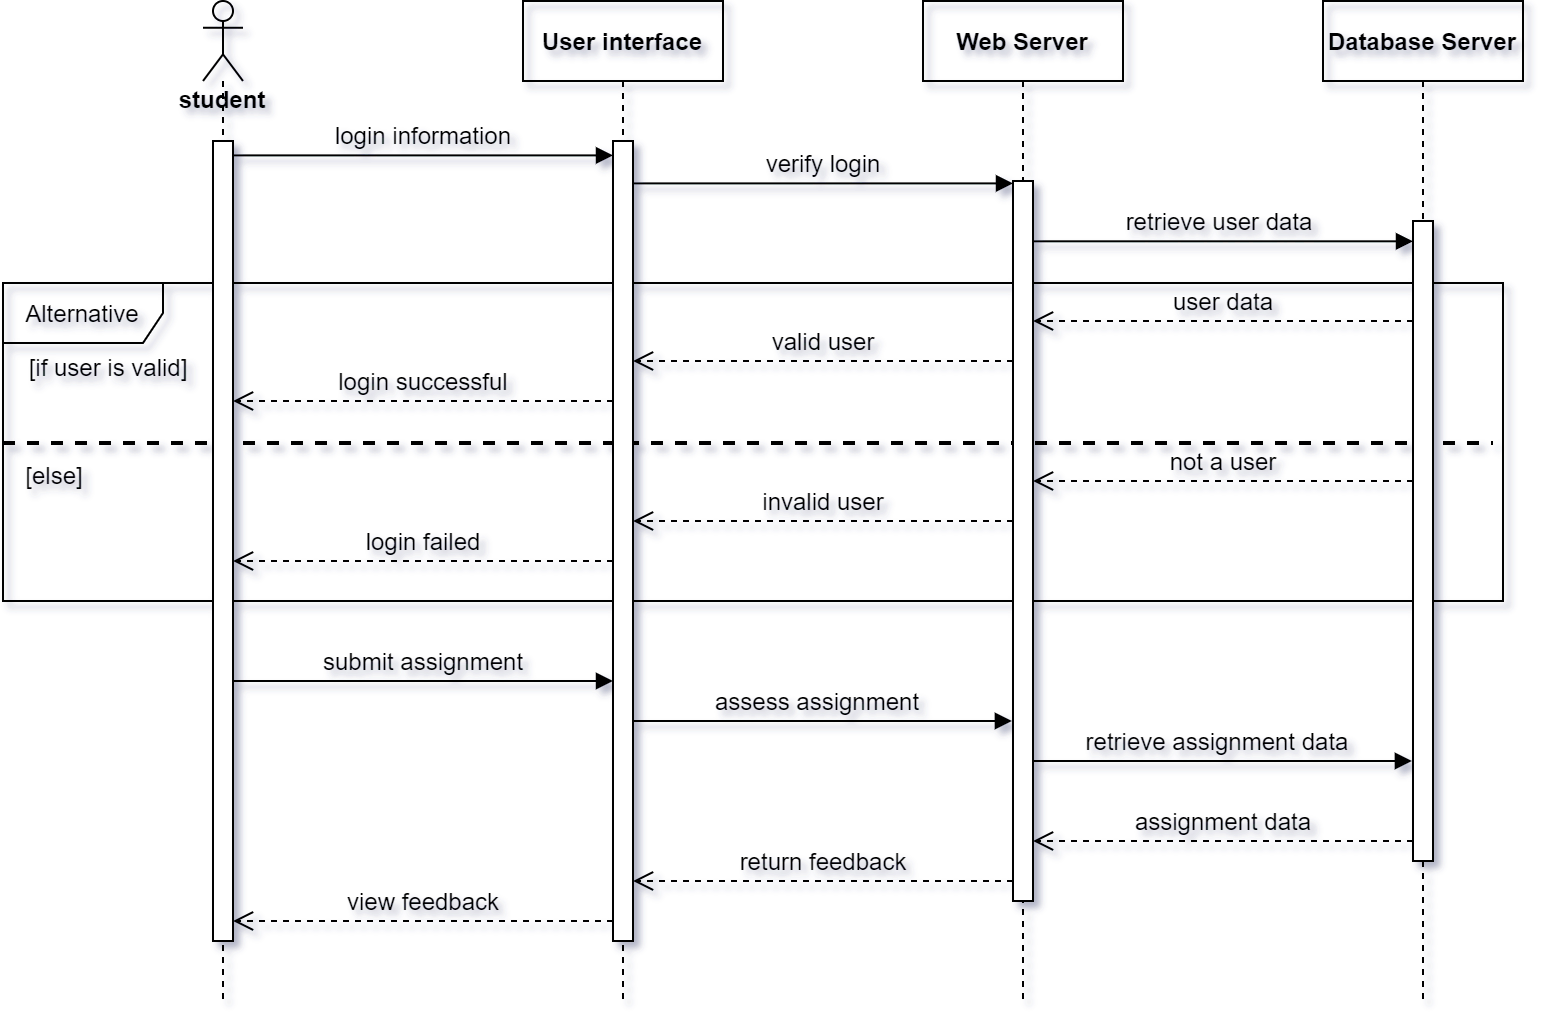 student
User interface
Web Server
Database Server
login information
verify login
retrieve user data
Alternative
user data
valid user
[if user is valid]
login successful
not a user
[else]
invalid user
login failed
submit assignment
assess assignment
retrieve assignment data
assignment data
return feedback
view feedback